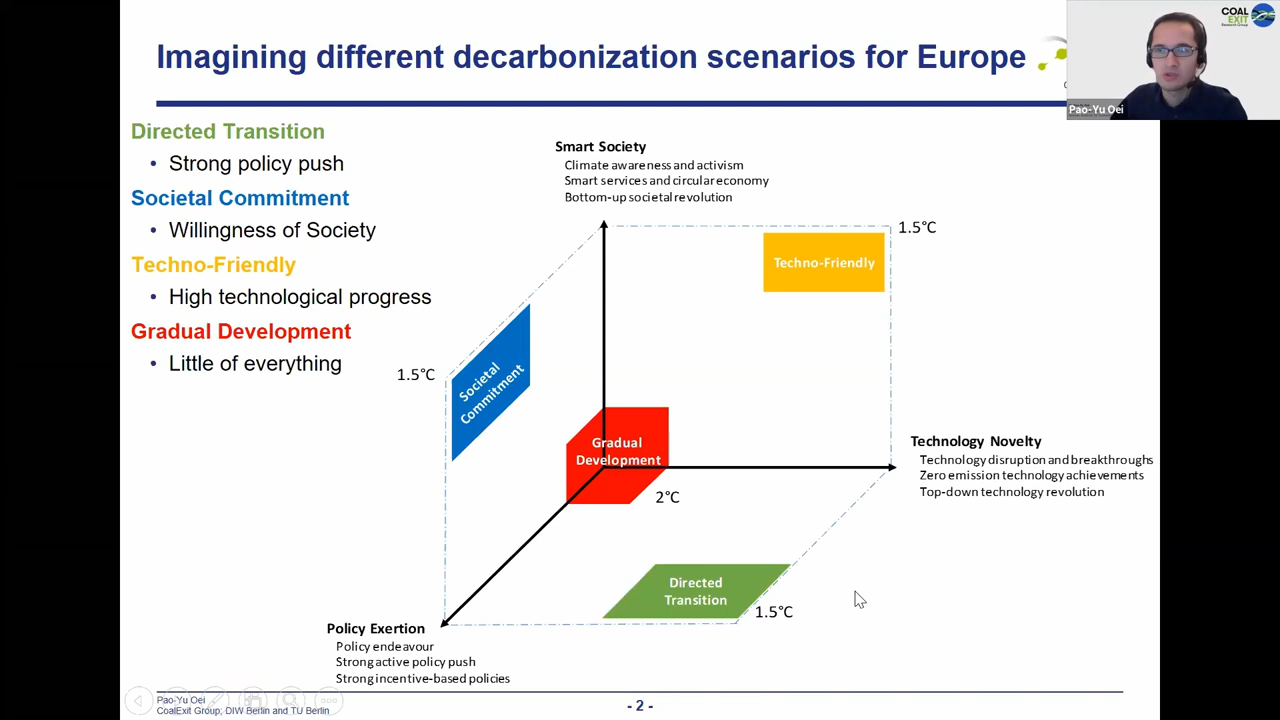 Imagining different decarbonization scenarios for Europe
COAL
EXIT
Research Group
Pao-Yu Oei
Directed Transition
• Strong policy push
Societal Commitment
• Willingness of Society
Techno-Friendly
• High technological progress
Gradual Development
• Little of everything
Smart Society
Climate awareness and activism
Smart services and circular economy
Bottom-up societal revolution
1.5°C
Techno-Friendly
1.5°C
Societal
Commitment
Gradual
Development
2°C
Technology Novelty
Technology disruption and breakthroughs
Zero emission technology achievements
Top-down technology revolution
Directed
Transition
1.5°C
Policy Exertion
Policy endeavour
Strong active policy push
Strong incentive-based policies
Pao-Yu Oei
CoalExit Group; DIW Berlin and TU Berlin
- 2 -